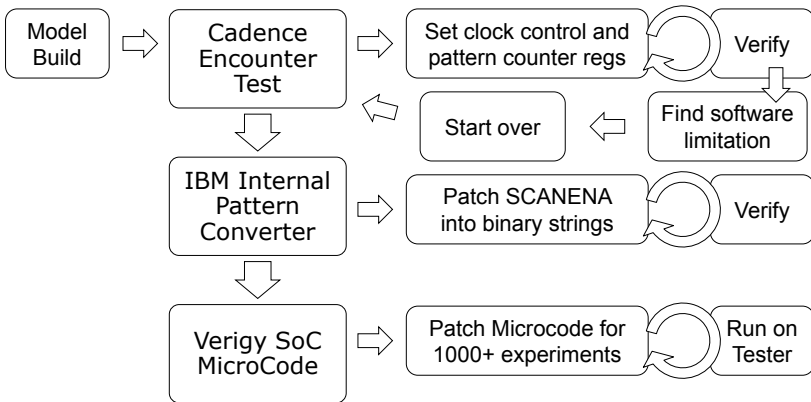 Model
Build
Cadence
Encounter
Test
Set clock control and
pattern counter regs
Verify
Start over
Find software
limitation
IBM Internal
Pattern
Converter
Patch SCANENA
into binary strings
Verify
Verigy SoC
MicroCode
Patch Microcode for
1000+ experiments
Run on
Tester